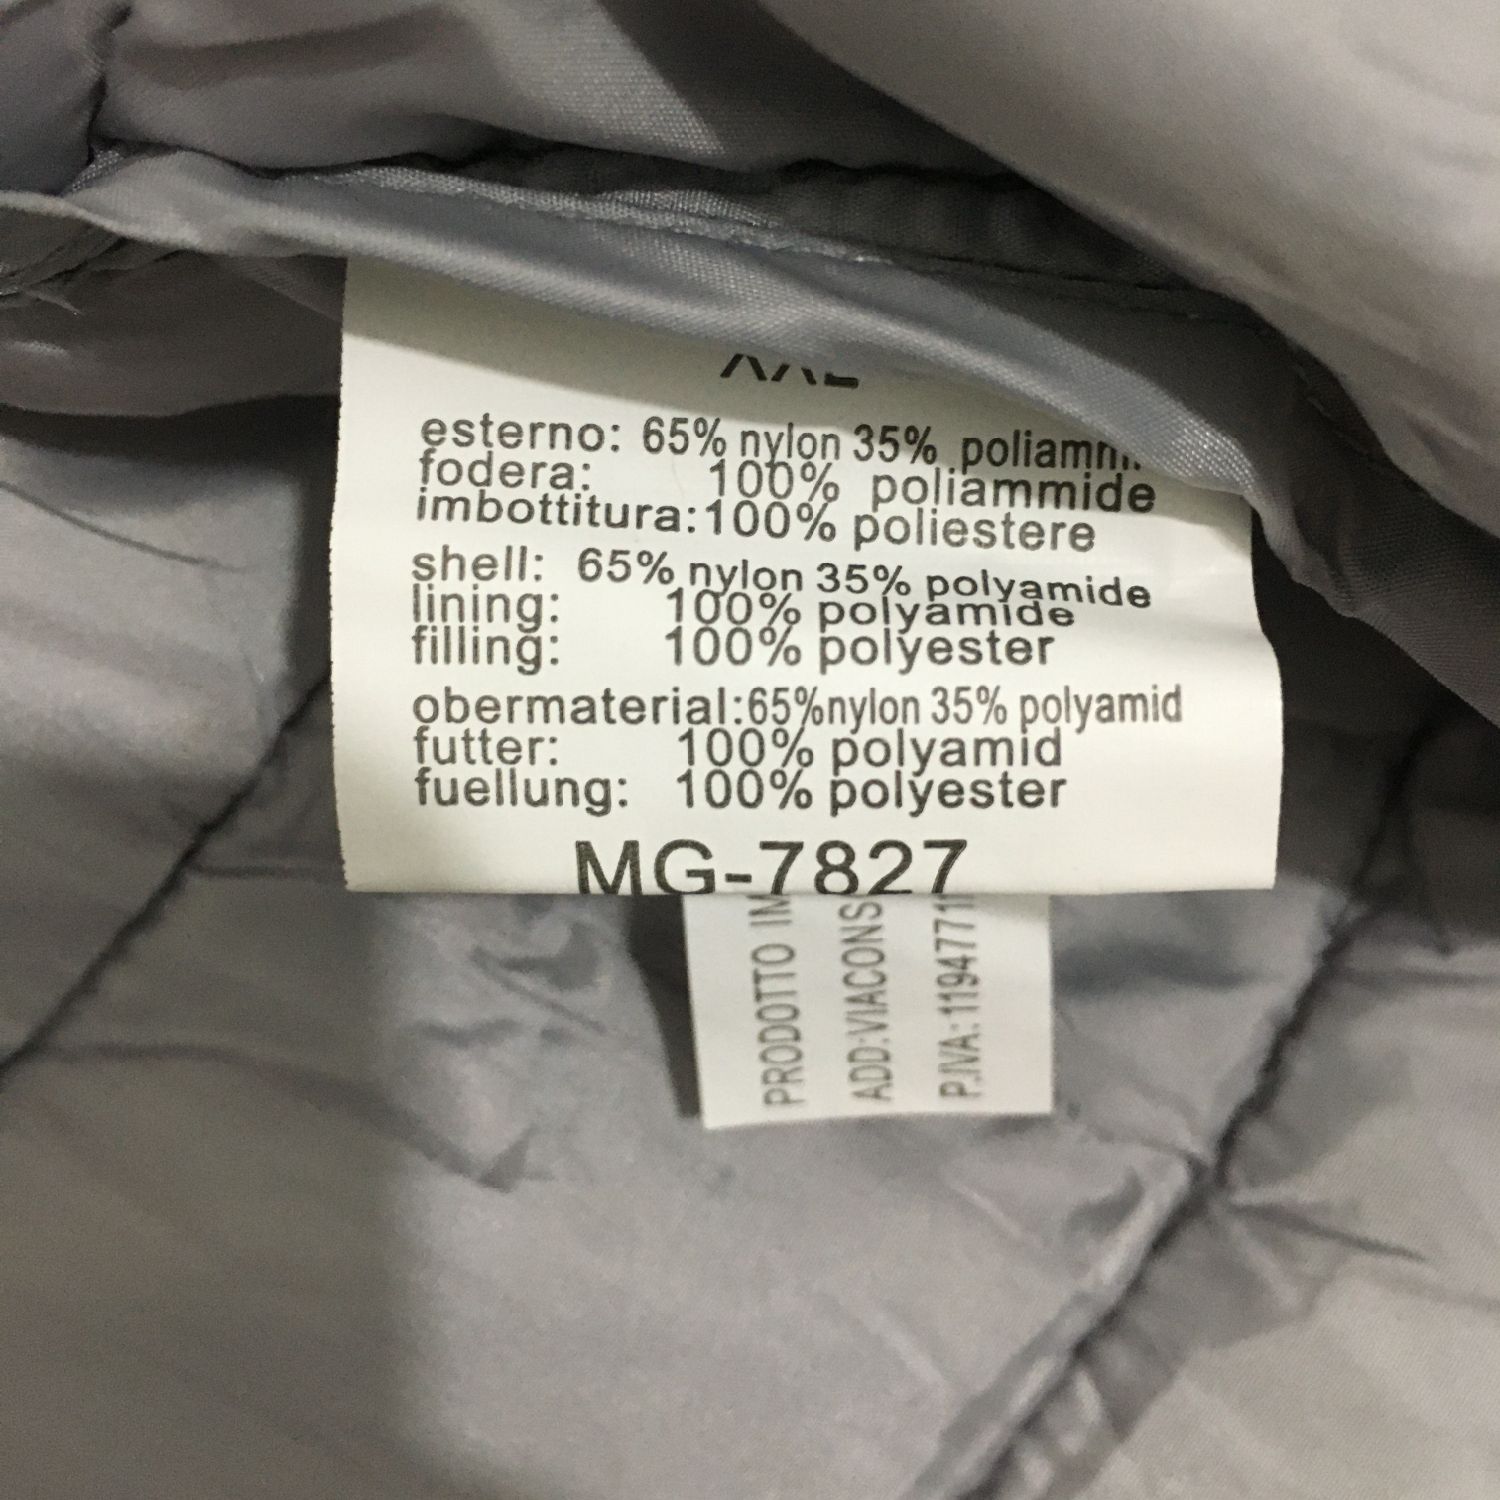 XXL
esterno: 65% nylon 35% poliamm
fodera: 100% poliammide
imbottitura:100% poliestere
shell: 65% nylon 35% polyamide
lining: 100% polyamide
filling: 100% polyester
obermaterial:65%nylon 35% polyamid
futter: 100% polyamid
fuellung: 100% polyester
MG-7827
PRODOTTO IM
ADD:VIACONS
P.IVA:1194771